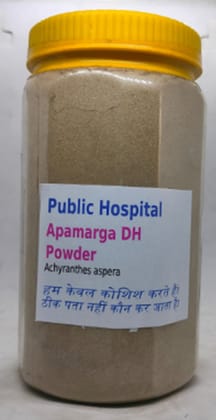 Public Hospital
Apamarga DH
Powder
Achyranthes aspera
हम केवल कोशिश करते हैं।
ठीक पता नहीं कौन कर जाता है।